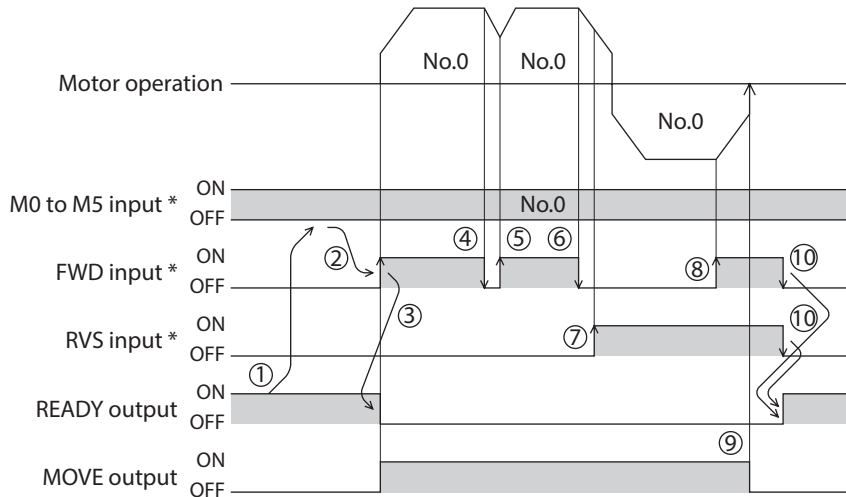 No.0 No.0
Motor operation
No.0
M0 to M5 input * ON
OFF
No.0
④ ⑤ ⑥
FWD input * ON
OFF
② ⑧ ⑩
③
RVS input * ON
OFF
⑦ ⑩
①
READY output ON
OFF
⑨
MOVE output ON
OFF